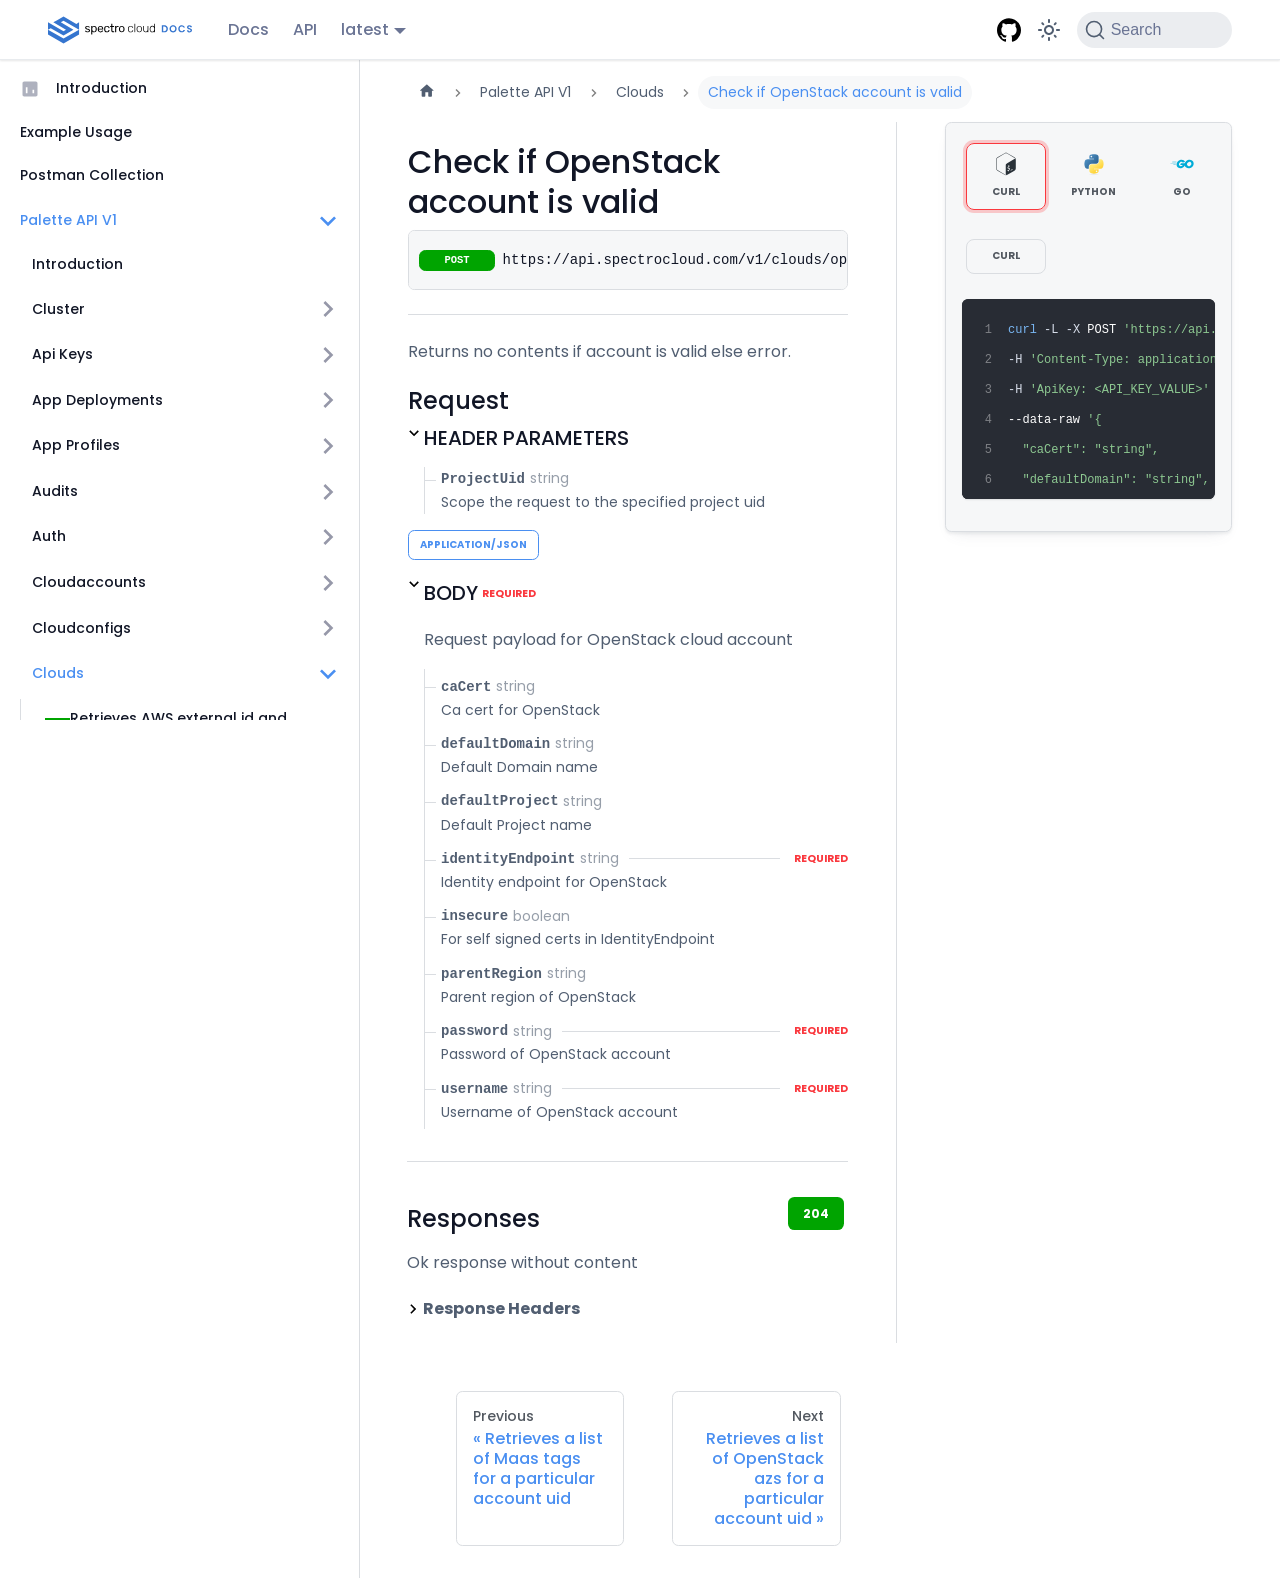 spectro cloud DOCS
Docs
API
latest
Search
Introduction
Example Usage
Postman Collection
Palette API V1
Introduction
Cluster
Api Keys
App Deployments
App Profiles
Audits
Auth
Cloudaccounts
Cloudconfigs
Clouds
Retrieves AWS external id and
Palette API V1
Clouds
Check if OpenStack account is valid
Check if OpenStack
account is valid
POST https://api.spectrocloud.com/v1/clouds/op
Returns no contents if account is valid else error.
Request
HEADER PARAMETERS
ProjectUid string
Scope the request to the specified project uid
APPLICATION/JSON
BODY REQUIRED
Request payload for OpenStack cloud account
caCert string
Ca cert for OpenStack
defaultDomain string
Default Domain name
defaultProject string
Default Project name
identityEndpoint string REQUIRED
Identity endpoint for OpenStack
insecure boolean
For self signed certs in IdentityEndpoint
parentRegion string
Parent region of OpenStack
password string REQUIRED
Password of OpenStack account
username string REQUIRED
Username of OpenStack account
Responses
204
Ok response without content
Response Headers
Previous
« Retrieves a list
of Maas tags
for a particular
account uid
Next
Retrieves a list
of OpenStack
azs for a
particular
account uid »
CURL
PYTHON
GO
CURL
1 curl -L -X POST 'https://api.
2 -H 'Content-Type: application
3 -H 'ApiKey: <API_KEY_VALUE>'
4 --data-raw '{
5 "caCert": "string",
6 "defaultDomain": "string",